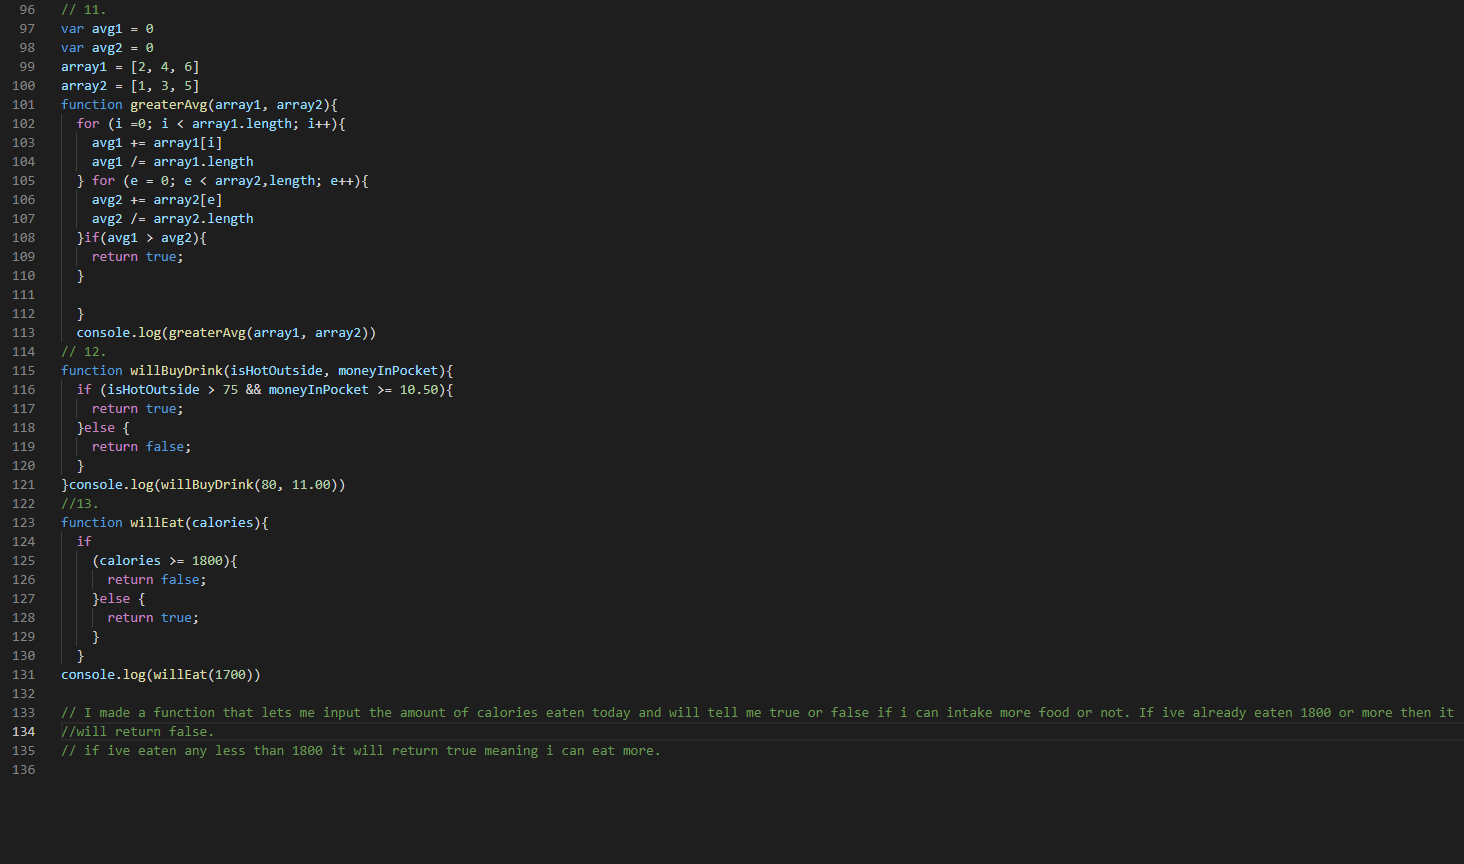 96 // 11.
97 var avg1 = 0
98 var avg2 = 0
99 array1 = [2, 4, 6]
100 array2 = [1, 3, 5]
101 function greaterAvg(array1, array2){
102 for (i =0; i < array1.length; i++){
103 avg1 += array1[i]
104 avg1 /= array1.length
105 } for (e = 0; e < array2,length; e++){
106 avg2 += array2[e]
107 avg2 /= array2.length
108 }if(avg1 > avg2){
109 return true;
110 }
111
112 }
113 console.log(greaterAvg(array1, array2))
114 // 12.
115 function willBuyDrink(isHotOutside, moneyInPocket){
116 if (isHotOutside > 75 && moneyInPocket >= 10.50){
117 return true;
118 }else {
119 return false;
120 }
121 }console.log(willBuyDrink(80, 11.00))
122 //13.
123 function willEat(calories){
124 if
125 (calories >= 1800){
126 return false;
127 }else {
128 return true;
129 }
130 }
131 console.log(willEat(1700))
132
133 // I made a function that lets me input the amount of calories eaten today and will tell me true or false if i can intake more food or not. If ive already eaten 1800 or more then it
134 //will return false.
135 // if ive eaten any less than 1800 it will return true meaning i can eat more.
136